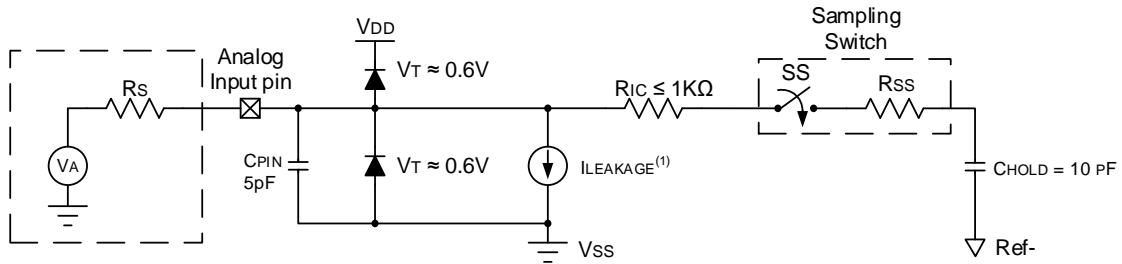 Sampling
Switch
VDD
Analog
Input pin
VT ≈ 0.6V
SS
RSS
RS
RIC ≤ 1KΩ
VA
CPIN
5pF
VT ≈ 0.6V
ILEAKAGE(1)
CHOLD = 10 PF
VSS
Ref-